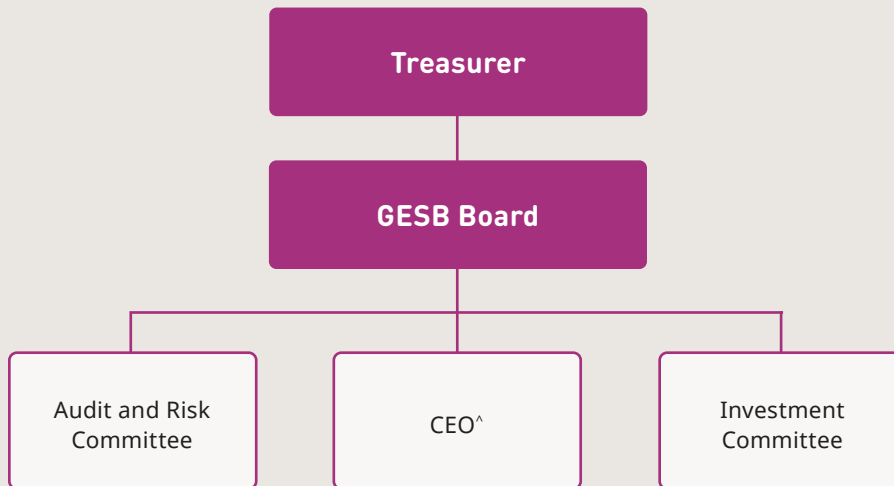 Treasurer
GESB Board
Audit and Risk
Committee
CEO^
Investment
Committee